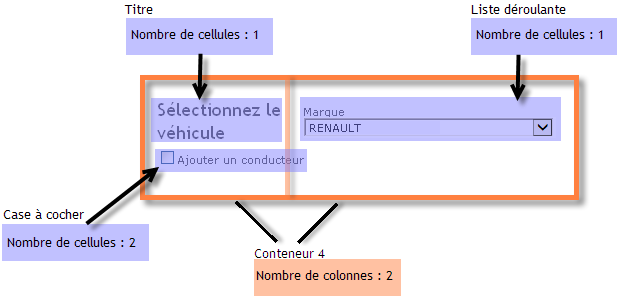 Titre
Nombre de cellules : 1
Liste déroulante
Nombre de cellules : 1
Sélectionnez le
véhicule
Marque
RENAULT
Ajouter un conducteur
Case à cocher
Nombre de cellules : 2
Conteneur 4
Nombre de colonnes : 2